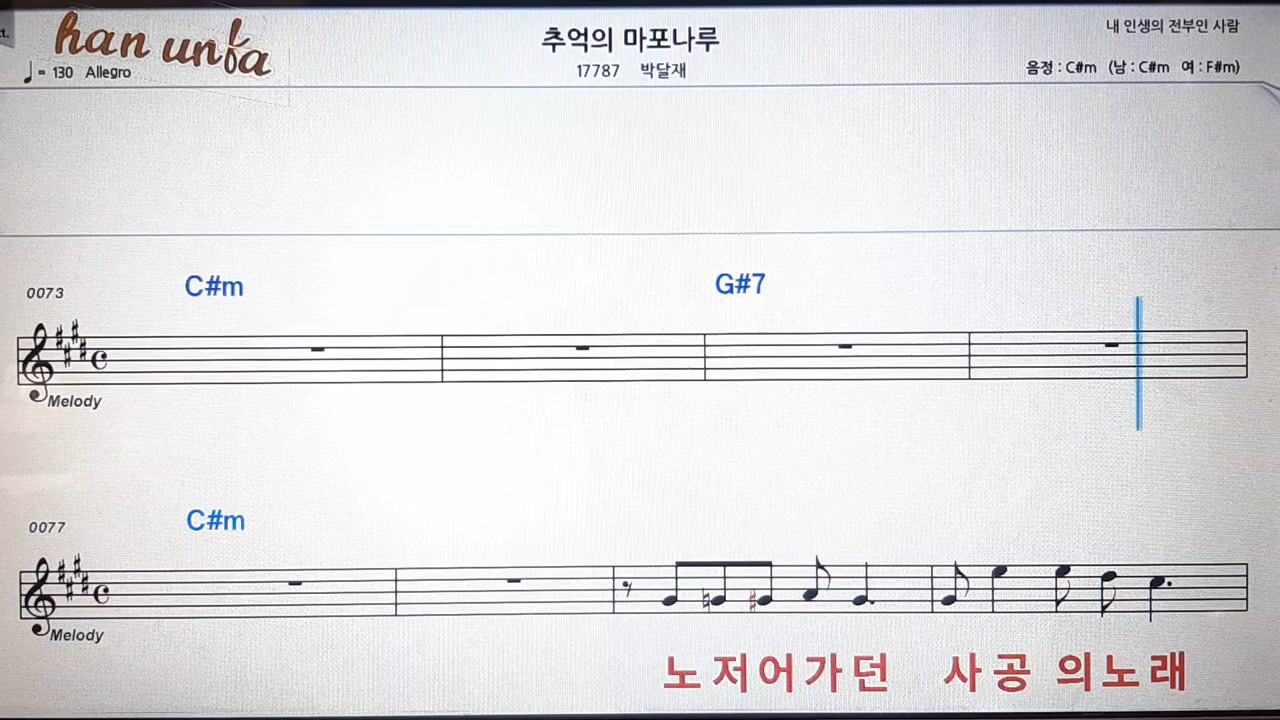 t.
han unfa
추억의 마포나루
내 인생의 전부인 사람
♩ = 130 Allegro
17787 박달재
음정 : C#m (남 : C#m 여 : F#m)
C#m G#7
0073
Melody
C#m
0077
Melody
노저어가던 사공 의노래